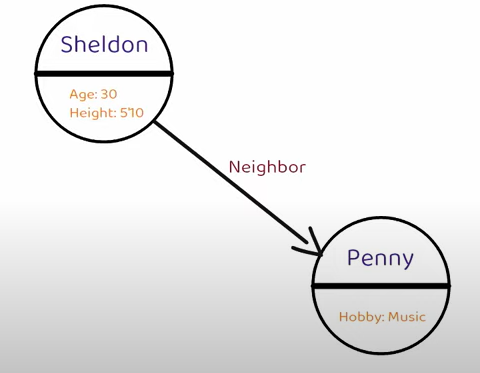 Sheldon
Age: 30
Height: 5'10
Neighbor
Penny
Hobby: Music